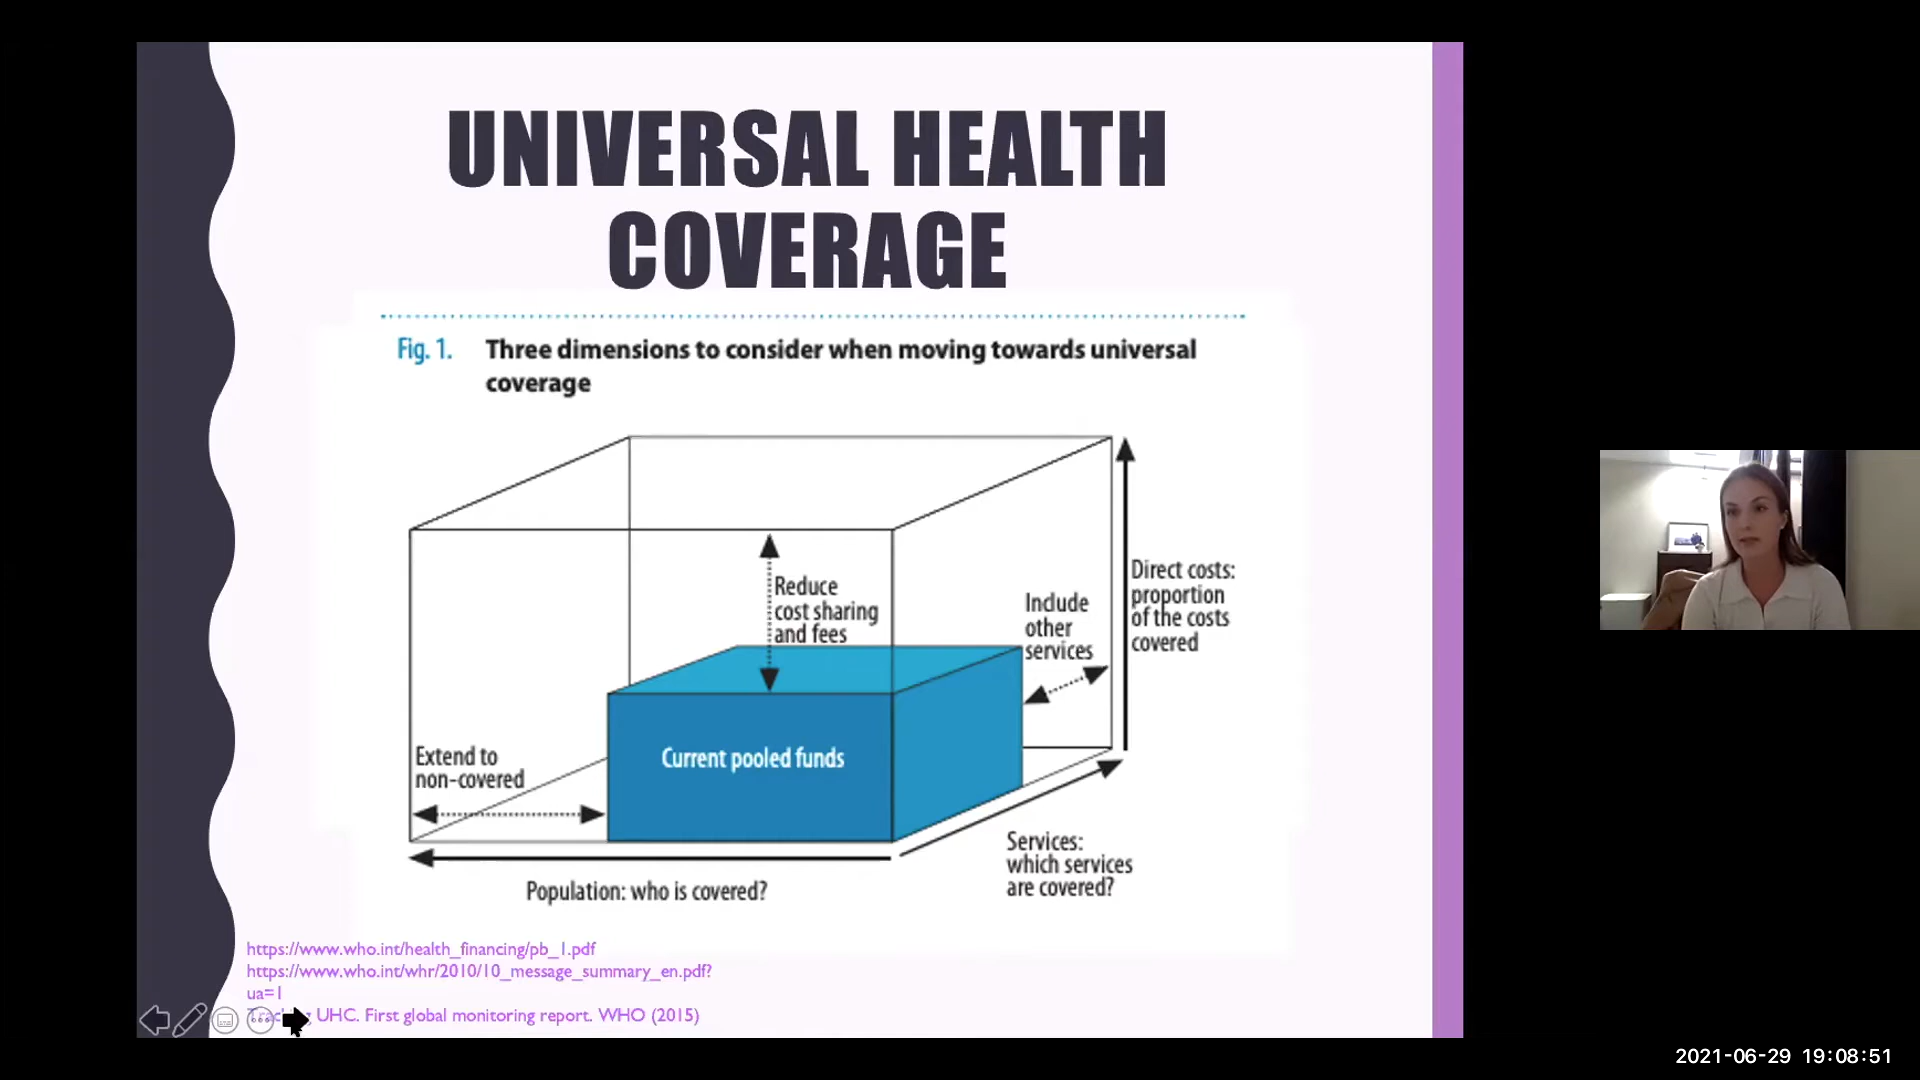 UNIVERSAL HEALTH
COVERAGE
Fig. 1. Three dimensions to consider when moving towards universal
coverage
Reduce
cost sharing
and fees
Include
other
services
Direct costs:
proportion
of the costs
covered
Extend to
non-covered
Current pooled funds
Population: who is covered?
Services:
which services
are covered?
https://www.who.int/health_financing/pb_1.pdf
https://www.who.int/whr/2010/10_message_summary_en.pdf?
ua=1
UHC. First global monitoring report. WHO (2015)
2021-06-29 19:08:51